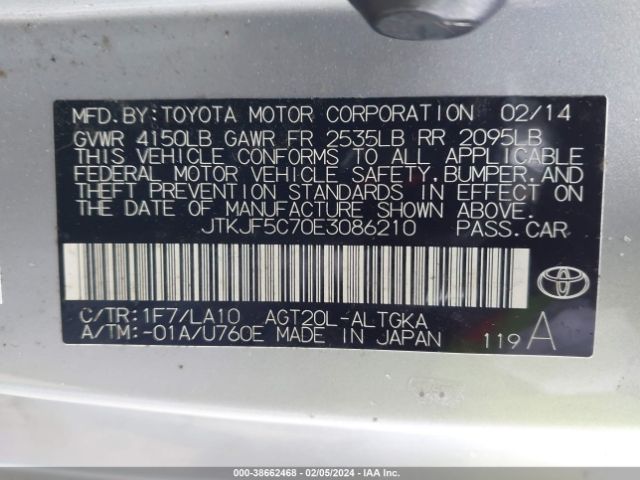 MFD.BY:TOYOTA MOTOR CORPORATION 02/14
GVWR 4150LB GAWR FR 2535LB RR 2095LB
THIS VEHICLE CONFORMS TO ALL APPLICABLE
FEDERAL MOTOR VEHICLE SAFETY,BUMPER,AND
THEFT PREVENTION STANDARDS IN EFFECT ON
THE DATE OF MANUFACTURE SHOWN ABOVE.
JTKJF5C70E3086210 PASS.CAR
C/TR:1F7/LA10 AGT20L-ALTGKA
A/TM:-01A/U760E MADE IN JAPAN 119 A
000-38662468 - 02/05/2024 - IAA Inc.